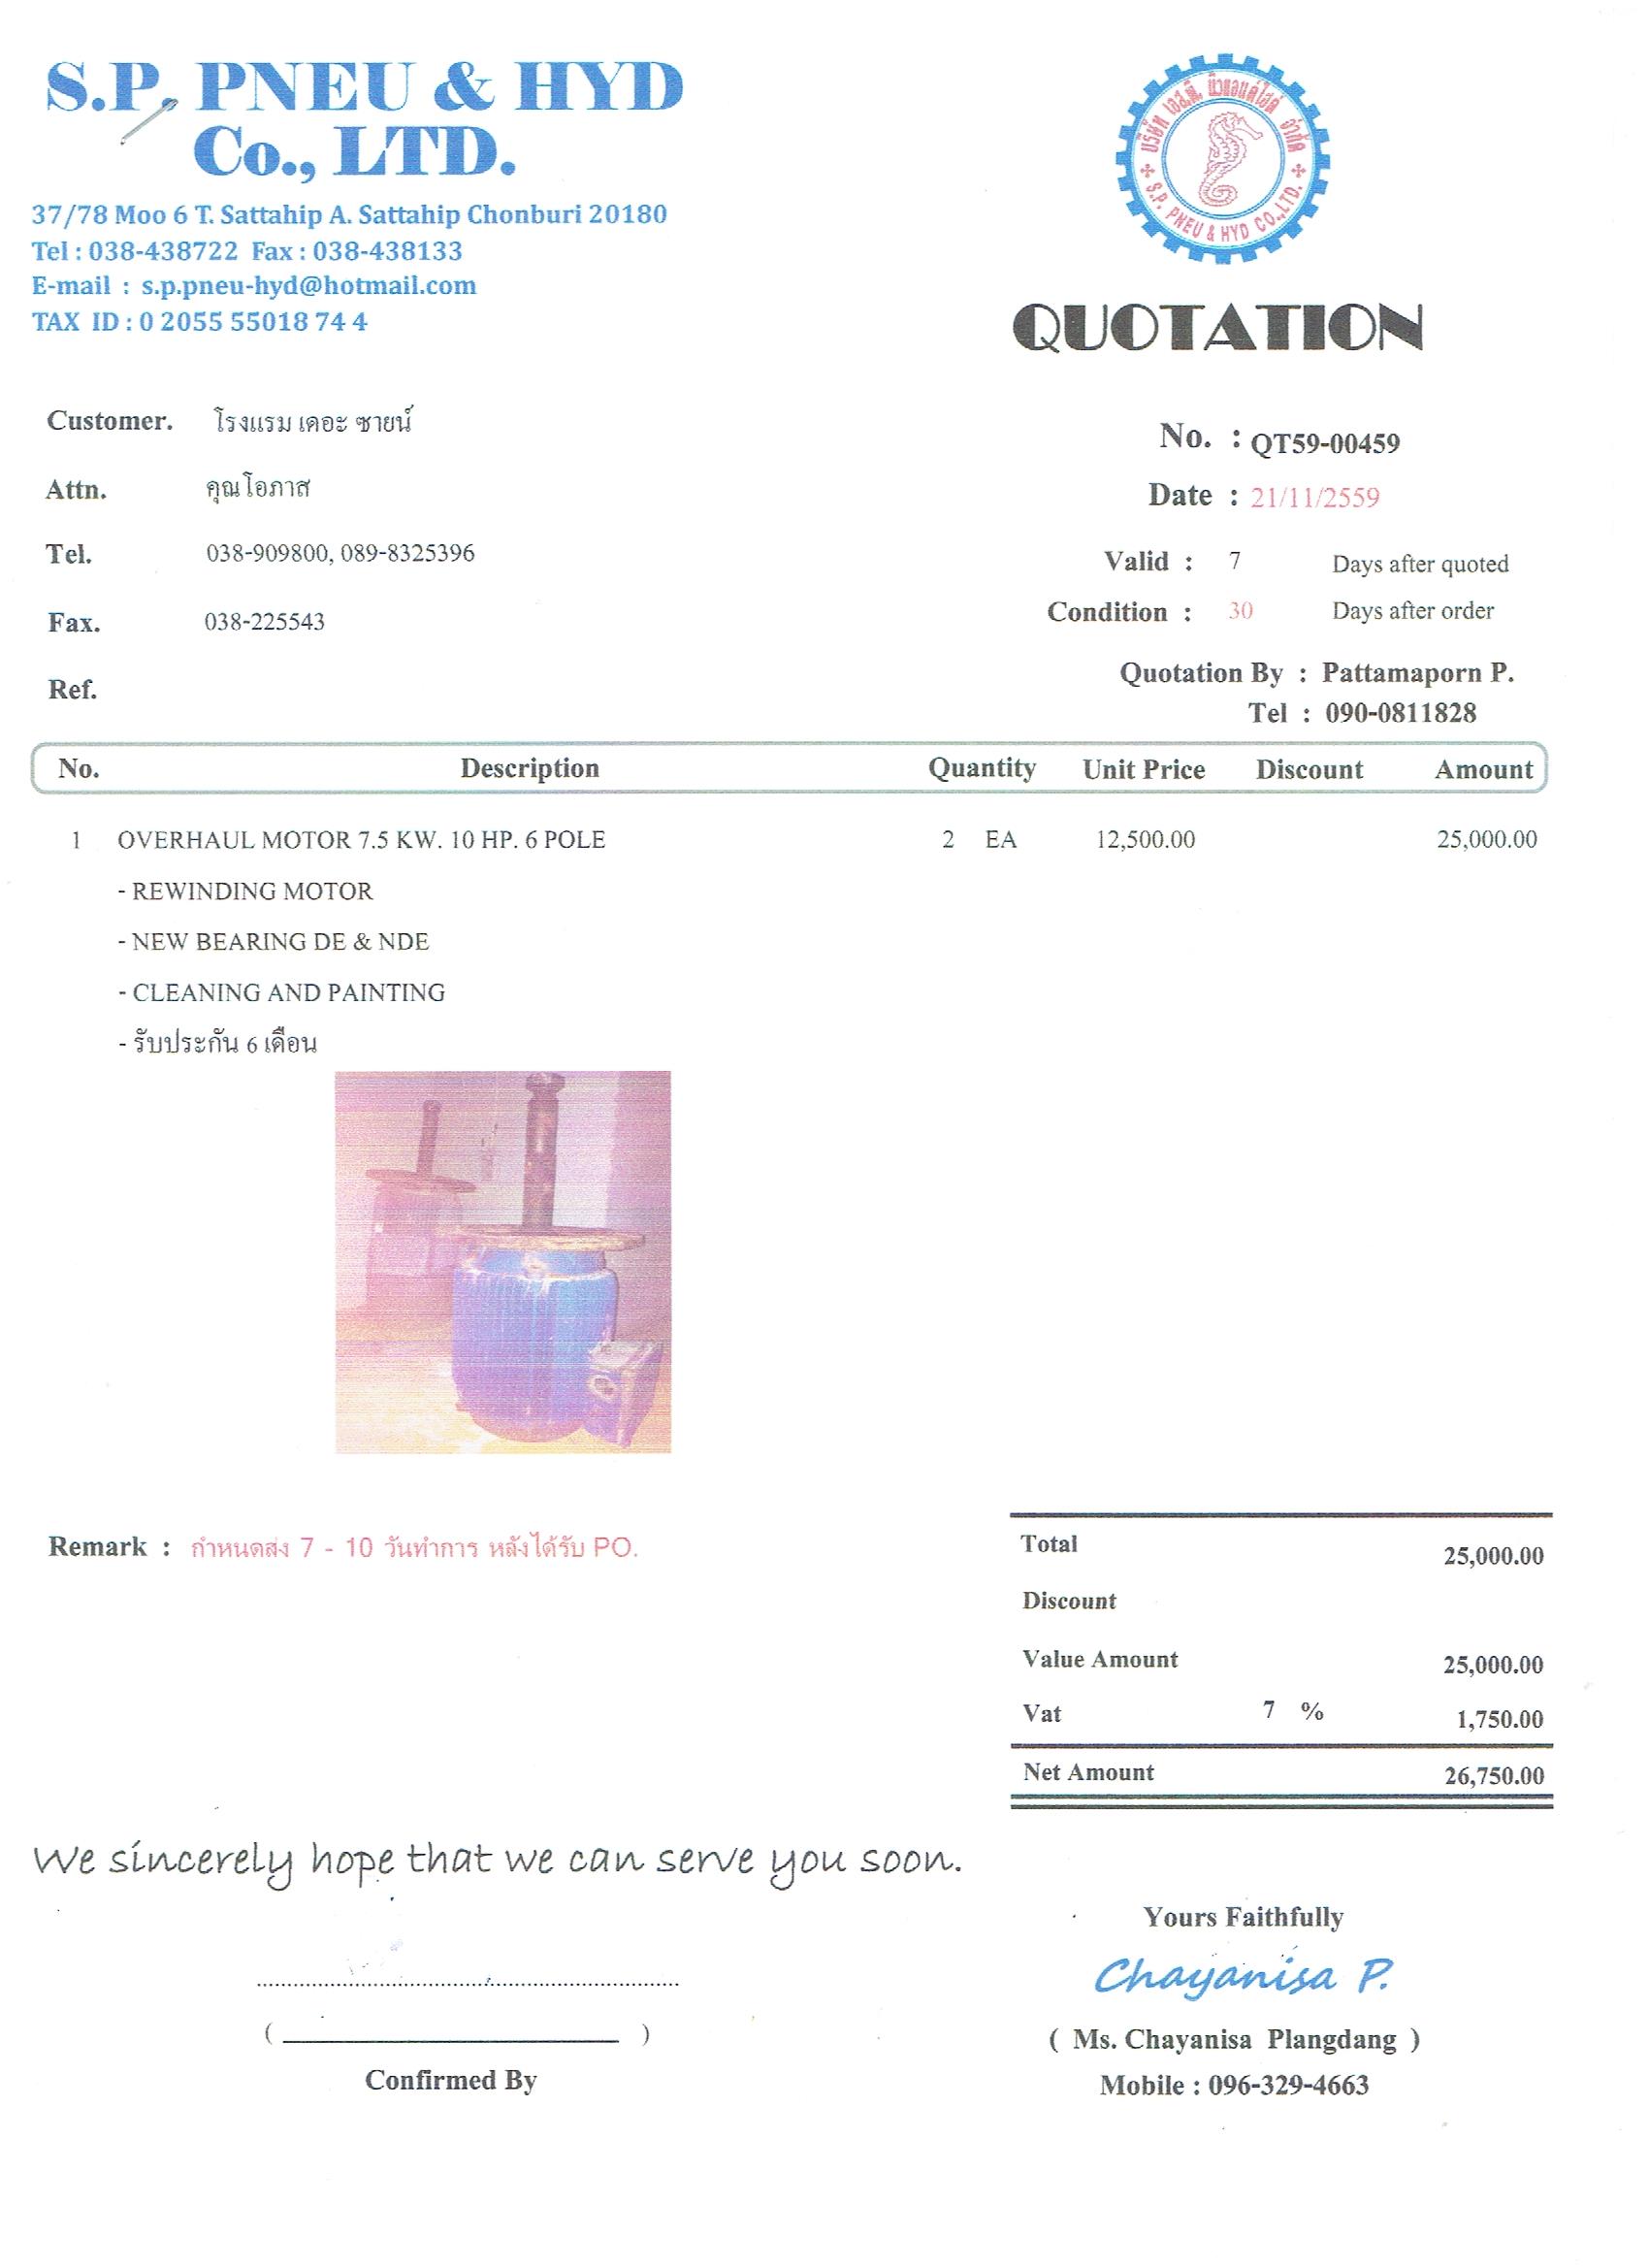 S.P. PNEU & HYD
Co., LTD.
37/78 Moo 6 T. Sattahip A. Sattahip Chonburi 20180
Tel : 038-438722 Fax : 038-438133
E-mail : s.p.pneu-hyd@hotmail.com
TAX ID : 0 2055 55018 74 4
บริษัท เอส.พี. นิวแอนด์ไฮด์ จำกัด
S.P. PNEU & HYD CO.,LTD.
QUOTATION
Customer. โรงแรม เดอะ ซายน์
Attn. คุณโอภาส
Tel. 038-909800, 089-8325396
Fax. 038-225543
Ref.
No. : QT59-00459
Date : 21/11/2559
Valid : 7 Days after quoted
Condition : 30 Days after order
Quotation By : Pattamaporn P.
Tel : 090-0811828
No. Description Quantity Unit Price Discount Amount
1 OVERHAUL MOTOR 7.5 KW. 10 HP. 6 POLE 2 EA 12,500.00 25,000.00
- REWINDING MOTOR
- NEW BEARING DE & NDE
- CLEANING AND PAINTING
- รับประกัน 6 เดือน
Remark : กำหนดส่ง 7 - 10 วันทำการ หลังได้รับ PO.
Total 25,000.00
Discount
Value Amount 25,000.00
Vat 7 % 1,750.00
Net Amount 26,750.00
We sincerely hope that we can serve you soon.
Yours Faithfully
Chayanisa P.
( Ms. Chayanisa Plangdang )
Mobile : 096-329-4663
( )
Confirmed By